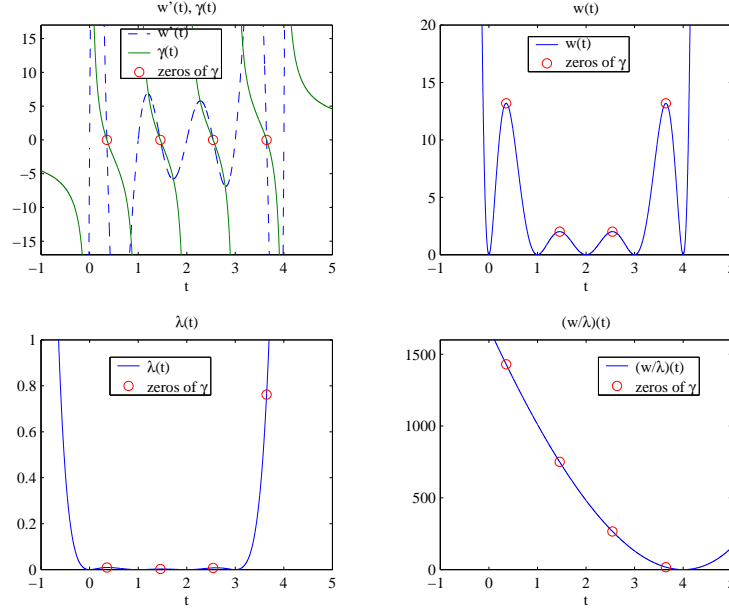 w'(t), γ(t)
w'(t)
γ(t)
zeros of γ
15
10
5
0
−5
−10
−15
−1 0 1 2 3 4 5
t
w(t)
w(t)
zeros of γ
20
15
10
5
0
−1 0 1 2 3 4 5
t
λ(t)
λ(t)
zeros of γ
1
0.8
0.6
0.4
0.2
0
−1 0 1 2 3 4 5
t
(w/λ)(t)
(w/λ)(t)
zeros of γ
1500
1000
500
0
−1 0 1 2 3 4 5
t